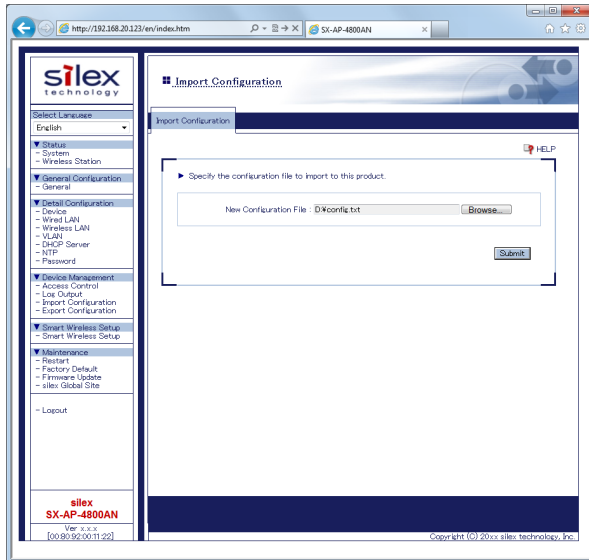 http://192.168.20.123/en/index.htm
SX-AP-4800AN
silex
technology
Import Configuration
Select Language
English
Import Configuration
HELP
▼ Status
- System
- Wireless Station
▼ General Configuration
- General
▼ Detail Configuration
- Device
- Wired LAN
- Wireless LAN
- VLAN
- DHCP Server
- NTP
- Password
▼ Device Management
- Access Control
- Log Output
- Import Configuration
- Export Configuration
▼ Smart Wireless Setup
- Smart Wireless Setup
▼ Maintenance
- Restart
- Factory Default
- Firmware Update
- silex Global Site
- Logout
► Specify the configuration file to import to this product.
New Configuration File : D:¥config.txt Browse...
Submit
silex
SX-AP-4800AN
Ver x.x.x
[00:80:92:00:11:22]
Copyright (C) 20xx silex technology, Inc.